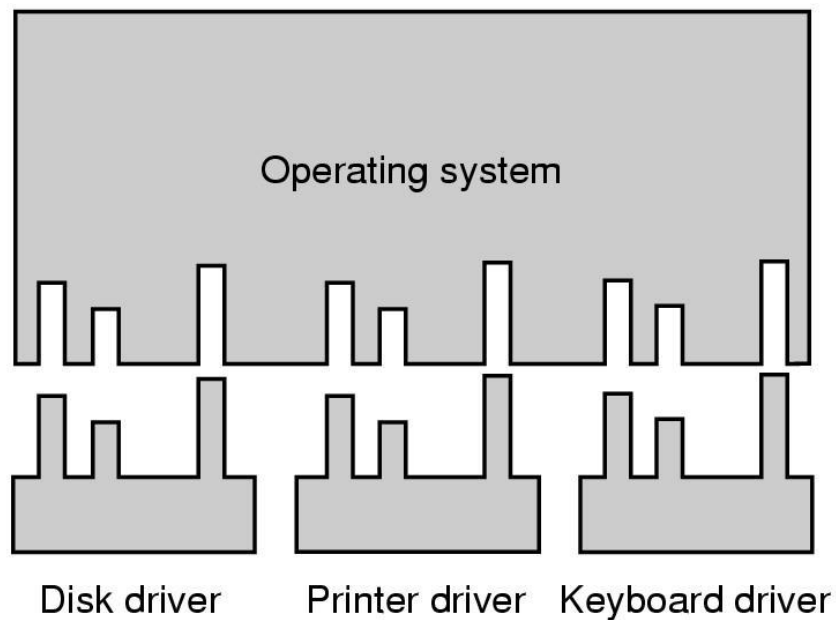 Operating system
Disk driver
Printer driver
Keyboard driver